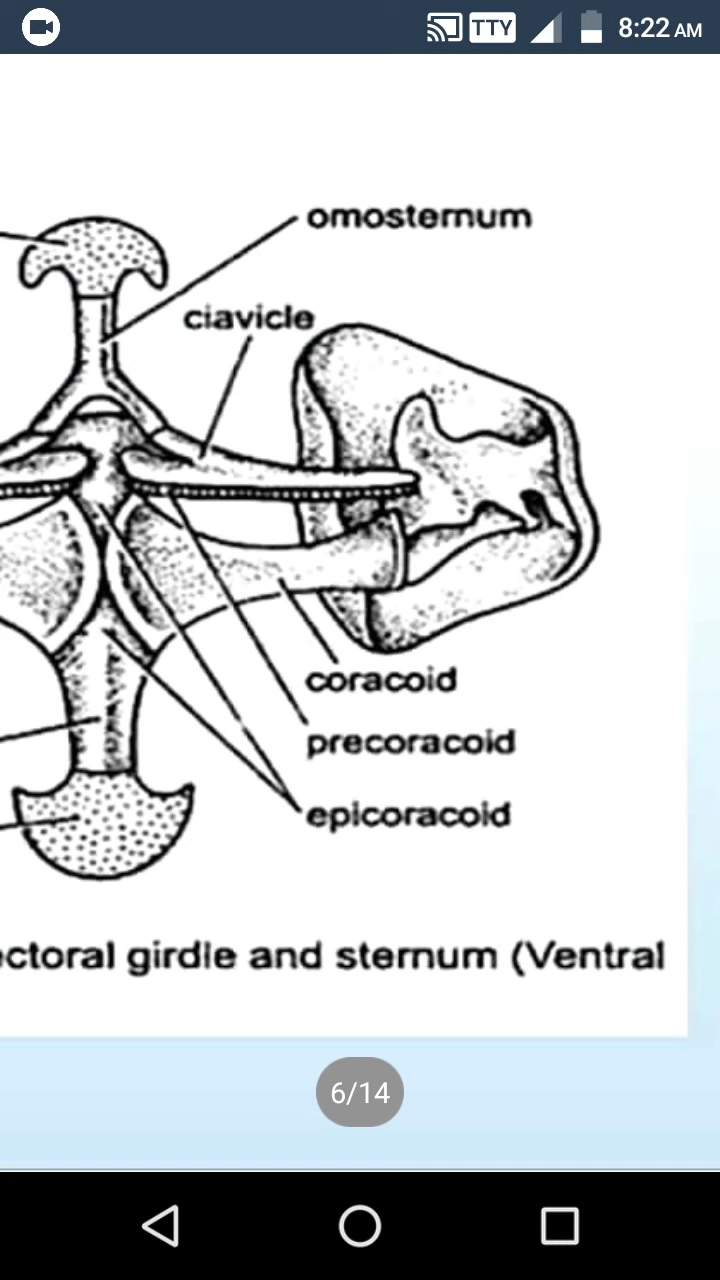 TTY 8:22 AM
omosternum
ciavicle
coracoid
precoracoid
epicoracoid
ectoral girdle and sternum (Ventral
6/14